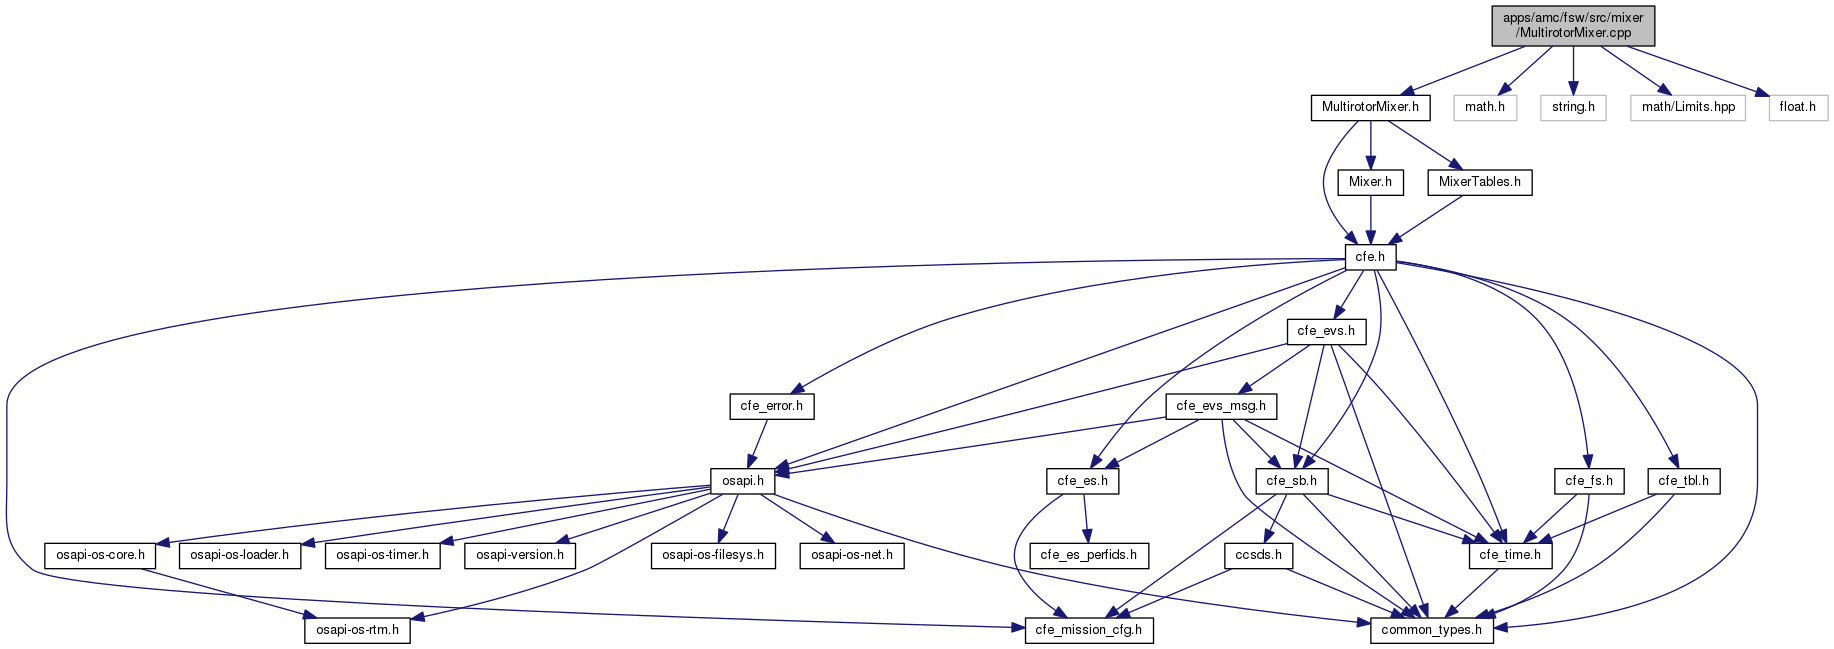 apps/amc/fsw/src/mixer
/MultirotorMixer.cpp
MultirotorMixer.h
math.h
string.h
math/Limits.hpp
float.h
Mixer.h
MixerTables.h
cfe.h
cfe_evs.h
cfe_error.h
cfe_evs_msg.h
osapi.h
cfe_es.h
cfe_sb.h
cfe_fs.h
cfe_tbl.h
osapi-os-core.h
osapi-os-loader.h
osapi-os-timer.h
osapi-version.h
osapi-os-filesys.h
osapi-os-net.h
cfe_es_perfids.h
ccsds.h
cfe_time.h
osapi-os-rtm.h
cfe_mission_cfg.h
common_types.h